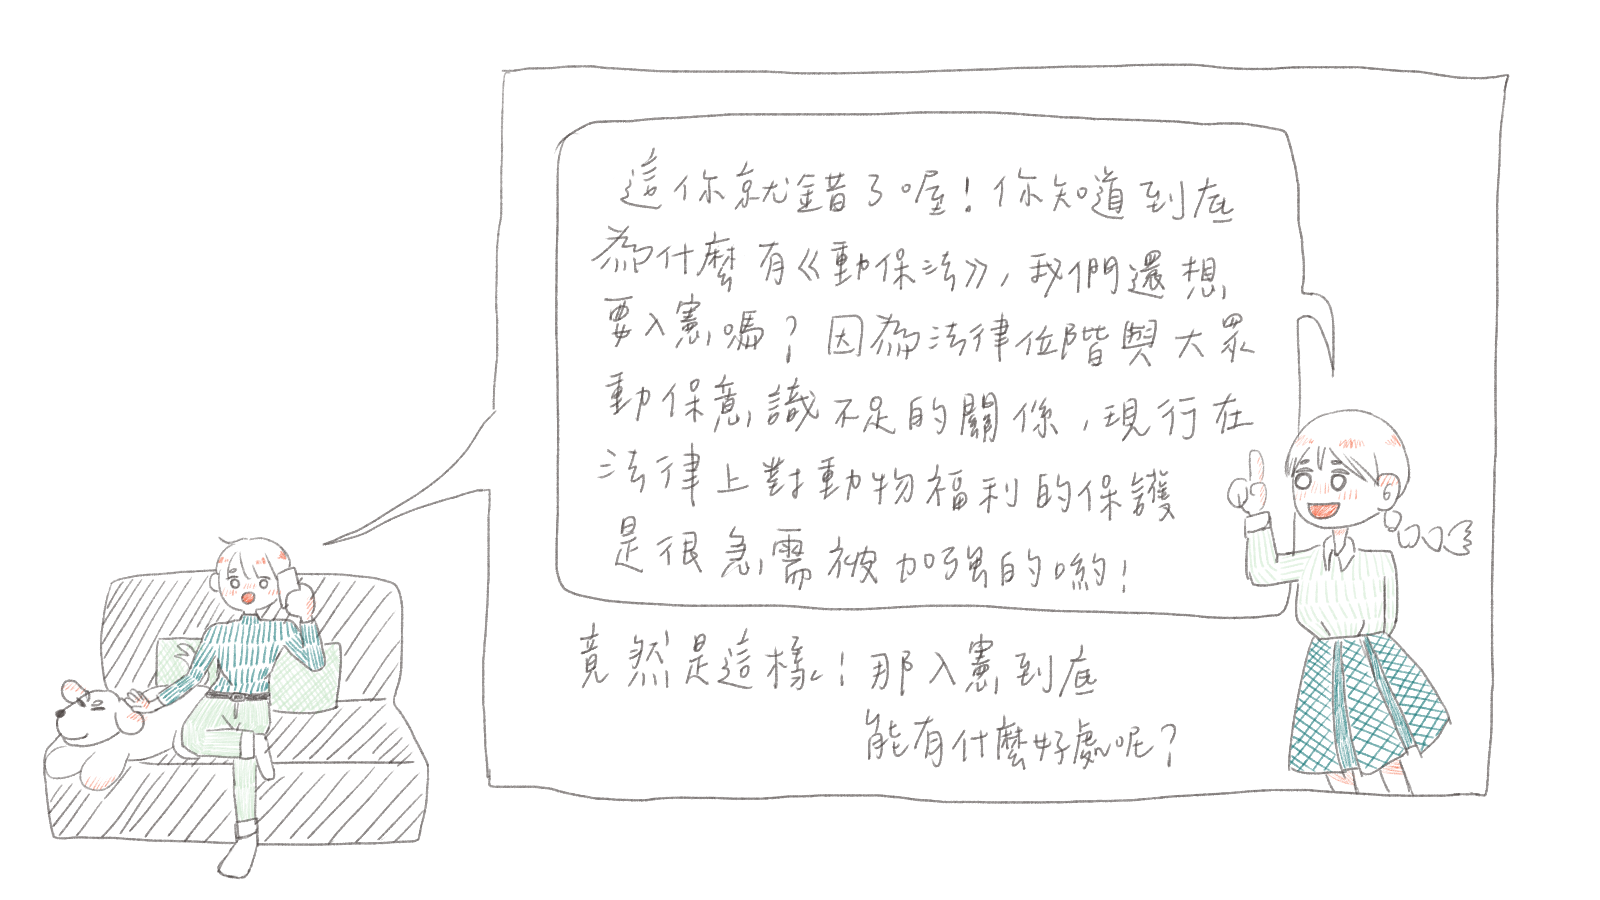 這你就錯了喔！你知道到底
為什麼有《動保法》，我們還想
要入憲嗎？因為法律位階與大眾
動保意識不足的關係，現行在
法律上對動物福利的保護
是很急需被加強的喲！
竟然是這樣！那入憲到底
能有什麼好處呢？